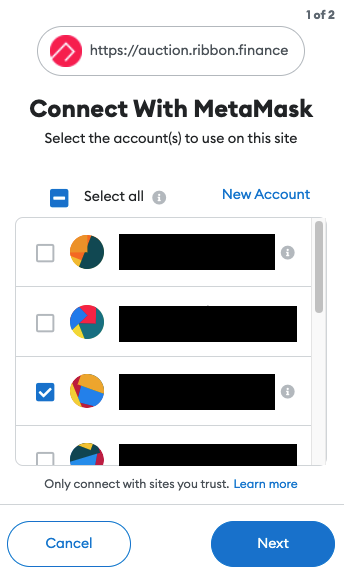 1 of 2
https://auction.ribbon.finance
Connect With MetaMask
Select the account(s) to use on this site
Select all
New Account
Only connect with sites you trust. Learn more
Cancel
Next